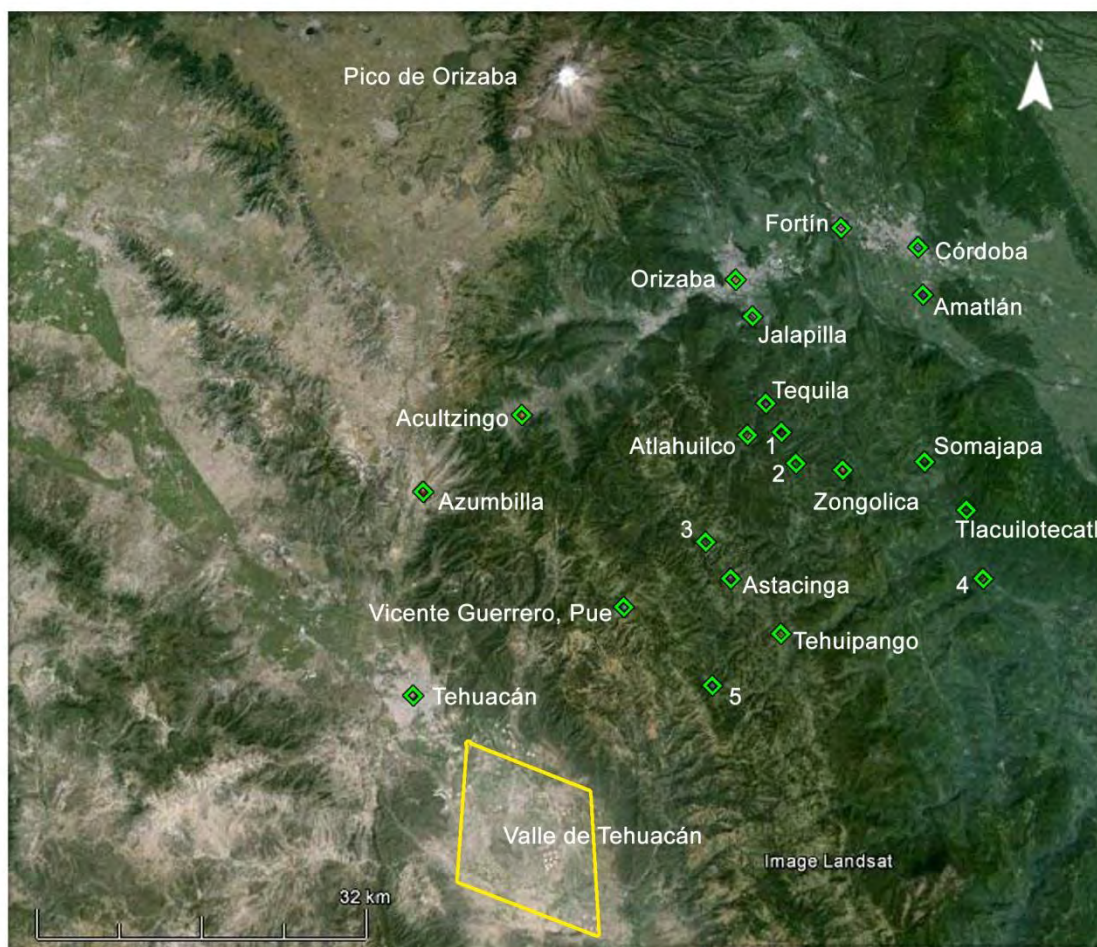 N
Pico de Orizaba
Fortín
Córdoba
Orizaba
Amatlán
Jalapilla
Tequila
Acultzingo
Atlahuilco
1
Somajapa
2
Zongolica
Azumbilla
Tlacuilotecatl
3
Astacinga
4
Vicente Guerrero, Pue
Tehuipango
5
Tehuacán
Valle de Tehuacán
Image Landsat
32 km